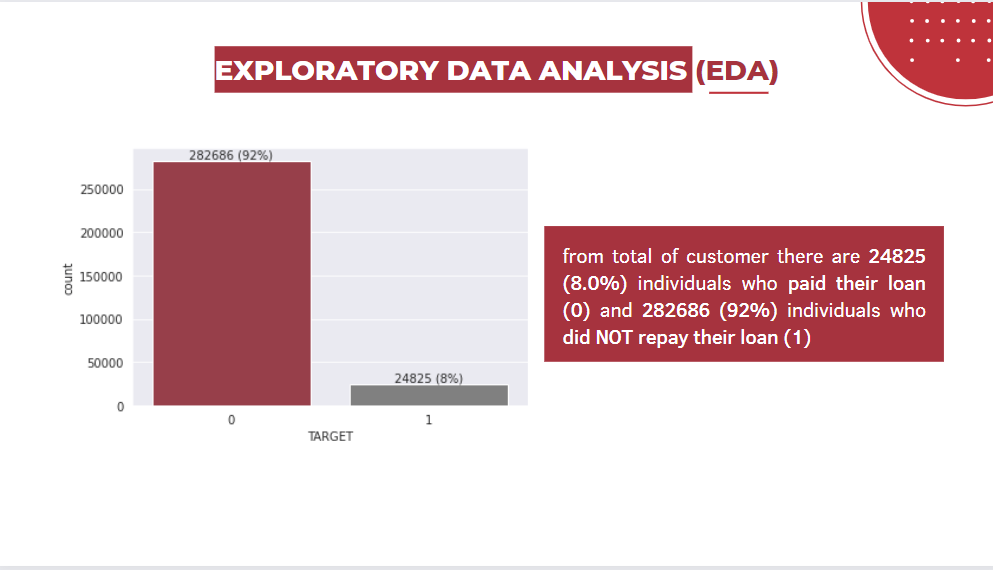 EXPLORATORY DATA ANALYSIS (EDA)
282686 (92%)
250000
200000
150000
100000
50000
0
count
24825 (8%)
0
1
TARGET
from total of customer there are 24825
(8.0%) individuals who paid their loan
(0) and 282686 (92%) individuals who
did NOT repay their loan (1)